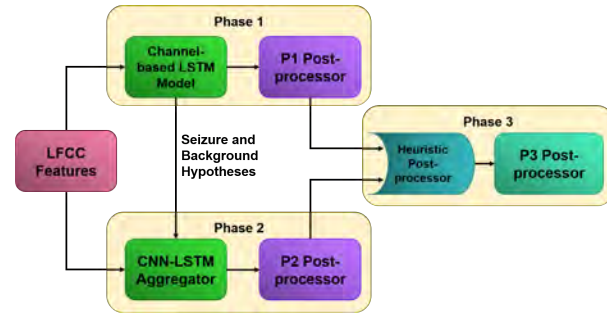 Phase 1
Channel-
based LSTM
Model
P1 Post-
processor
LFCC
Features
Seizure and
Background
Hypotheses
Phase 3
Heuristic
Post-
processor
P3 Post-
processor
Phase 2
CNN-LSTM
Aggregator
P2 Post-
processor